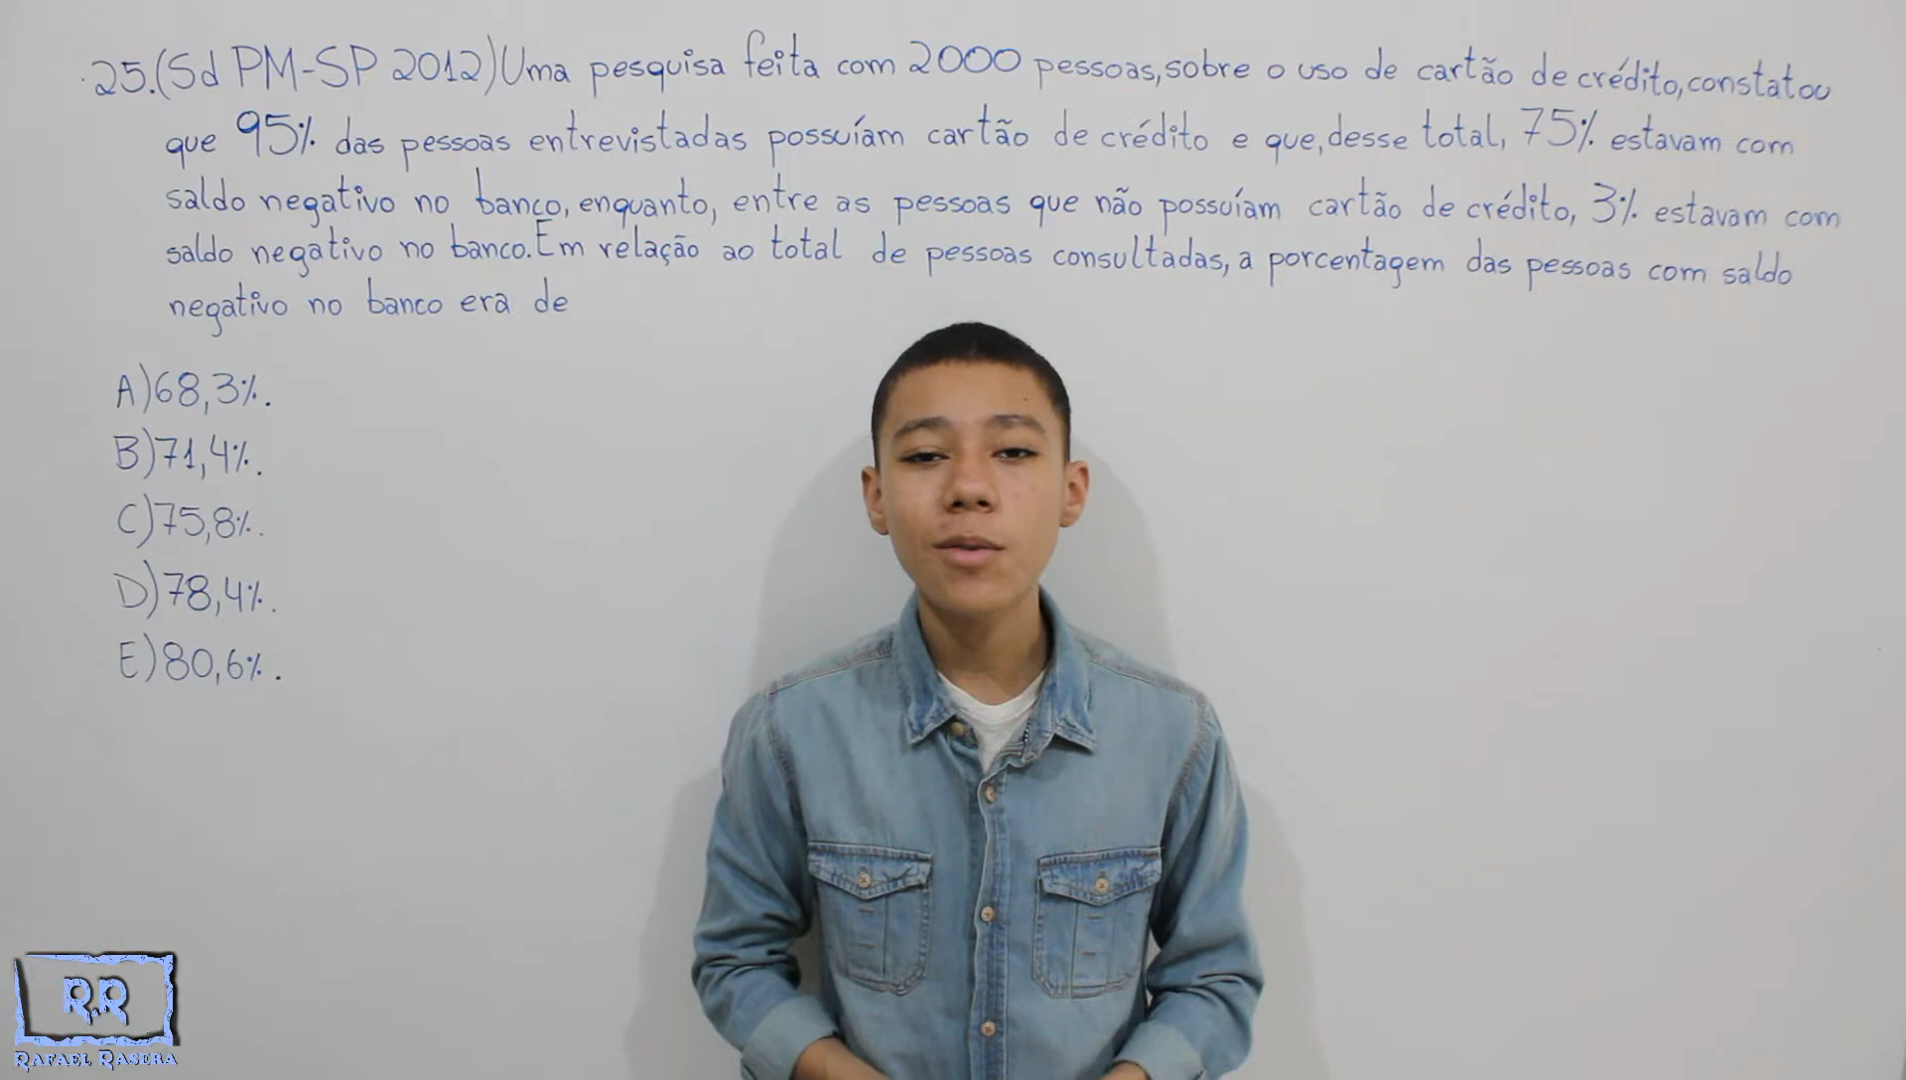 25.(Sd PM-SP 2012)Uma pesquisa feita com 2000 pessoas,sobre o uso de cartão de crédito,constatou
que 95% das pessoas entrevistadas possuíam cartão de crédito e que,desse total, 75% estavam com
saldo negativo no banco, enquanto, entre as pessoas que não possuíam cartão de crédito, 3% estavam com
saldo negativo no banco.Em relação ao total de pessoas consultadas, a porcentagem das pessoas com saldo
negativo no banco era de
A)68,3%.
B)71,4%.
C)75,8%.
D)78,4%.
E)80,6%.
RR
RAFAEL RASERA